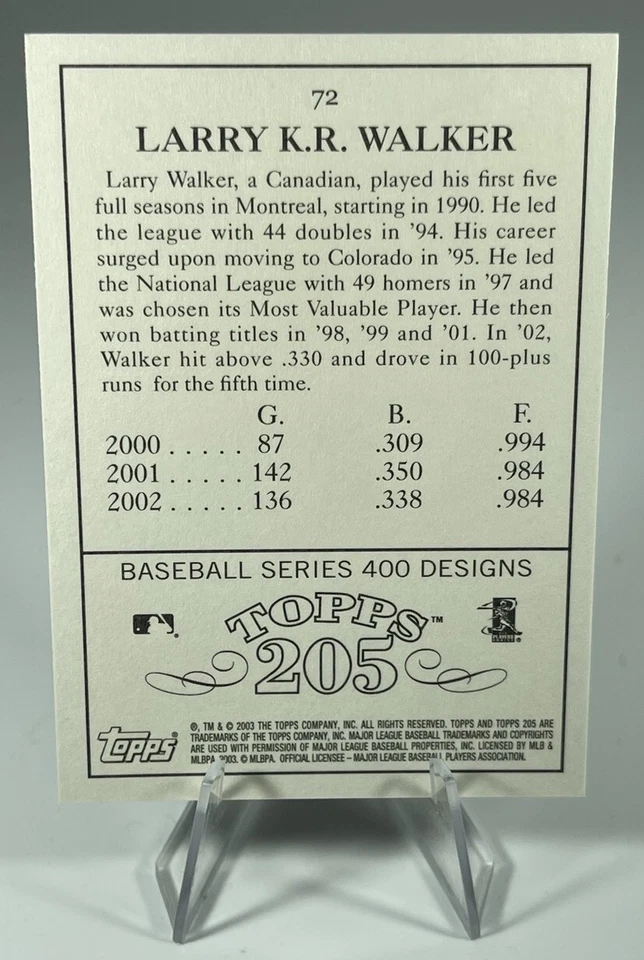 72
LARRY K.R. WALKER
Larry Walker, a Canadian, played his first five
full seasons in Montreal, starting in 1990. He led
the league with 44 doubles in ’94. His career
surged upon moving to Colorado in ’95. He led
the National League with 49 homers in ’97 and
was chosen its Most Valuable Player. He then
won batting titles in ’98, ’99 and ’01. In ’02,
Walker hit above .330 and drove in 100-plus
runs for the fifth time.
G. B. F.
2000 . . . . . 87 .309 .994
2001 . . . . . 142 .350 .984
2002 . . . . . 136 .338 .984
BASEBALL SERIES 400 DESIGNS
TOPPS™
205
PLAYERS
topps®
®, TM & © 2003 THE TOPPS COMPANY, INC. ALL RIGHTS RESERVED. TOPPS AND TOPPS 205 ARE
TRADEMARKS OF THE TOPPS COMPANY, INC. MAJOR LEAGUE BASEBALL TRADEMARKS AND COPYRIGHTS
ARE USED WITH PERMISSION OF MAJOR LEAGUE BASEBALL PROPERTIES, INC. LICENSED BY MLB &
MLBPA 2003. © MLBPA. OFFICIAL LICENSEE – MAJOR LEAGUE BASEBALL PLAYERS ASSOCIATION.